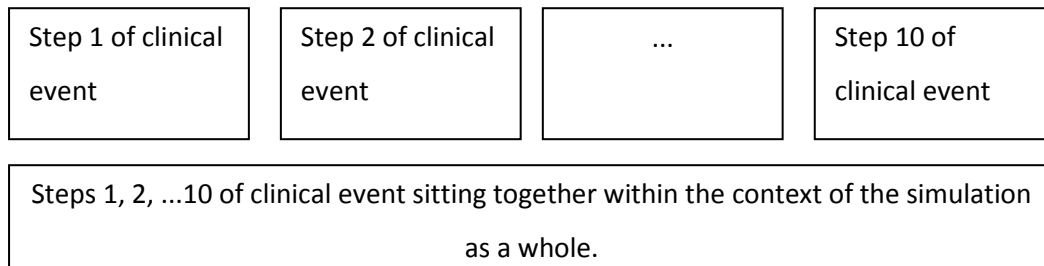 Step 1 of clinical
event
Step 2 of clinical
event
...
Step 10 of
clinical event
Steps 1, 2, ...10 of clinical event sitting together within the context of the simulation
as a whole.